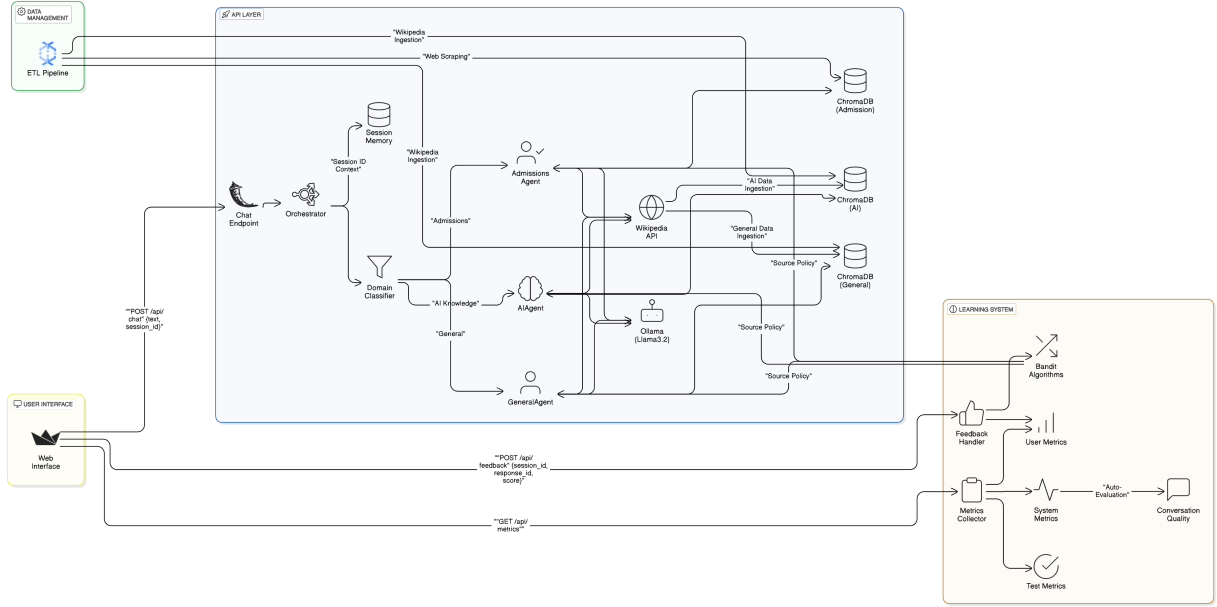 DATA
MANAGEMENT
ETL Pipeline
API LAYER
"Wikipedia
Ingestion"
"Web Scraping"
ChromaDB
(Admission)
Session
Memory
"Session ID
Context"
"Wikipedia
Ingestion"
Admissions
Agent
"AI Data
Ingestion"
ChromaDB
(AI)
Chat
Endpoint
Orchestrator
"Admissions"
Wikipedia
API
"General Data
Ingestion"
"Source Policy"
ChromaDB
(General)
Domain
Classifier
"AI Knowledge"
AIAgent
Ollama
(Llama3.2)
"Source Policy"
"General"
"Source Policy"
GeneralAgent
""POST /api/
chat" {text,
session_id}"
USER INTERFACE
Web
Interface
""POST /api/
feedback" {session_id,
response_id,
score}"
""GET /api/
metrics""
LEARNING SYSTEM
Bandit
Algorithms
Feedback
Handler
User Metrics
Metrics
Collector
System
Metrics
"Auto-
Evaluation"
Conversation
Quality
Test Metrics